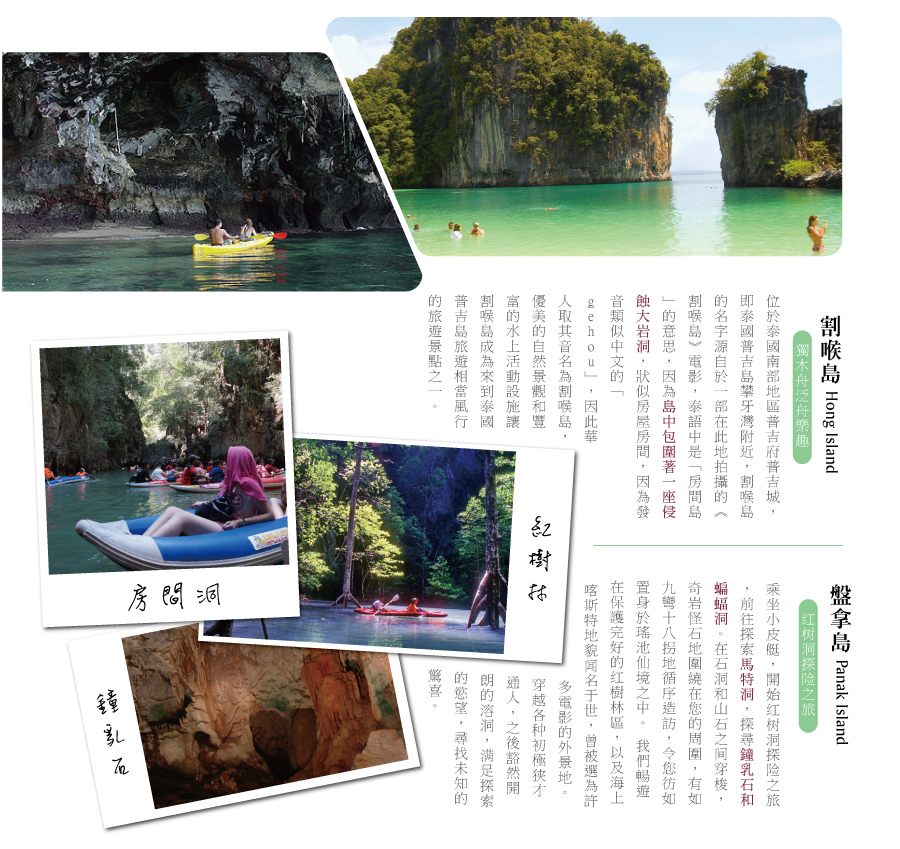 割喉島 Hong Island
獨木舟泛舟樂趣
位於泰國南部地區普吉府普吉城，
即泰國普吉島攀牙灣附近，割喉島
的名字源自於一部在此地拍攝的《
割喉島》電影，泰語中是「房間島
」的意思，因為島中包圍著一座侵
蝕大岩洞，狀似房屋房間，因為發
音類似中文的「
gehou」，因此華
人取其音名為割喉島，
優美的自然景觀和豐
富的水上活動設施讓
割喉島成為來到泰國
普吉島旅遊相當風行
的旅遊景點之一。
盤拿島 Panak Island
红树洞探险之旅
乘坐小皮艇，開始红树洞探险之旅
，前往探索馬特洞，探尋鐘乳石和
蝙蝠洞。在石洞和山石之间穿梭，
奇岩怪石地圍繞在您的周圍，有如
九彎十八拐地循序造訪，令您彷如
置身於瑤池仙境之中。 我們暢遊
在保護完好的红樹林區，以及海上
喀斯特地貌闻名于世，曾被選為許
多電影的外景地。
穿越各种初極狹才
通人，之後豁然開
朗的溶洞，满足探索
的慾望，尋找未知的
驚喜。
房間洞
紅樹林
鐘乳石